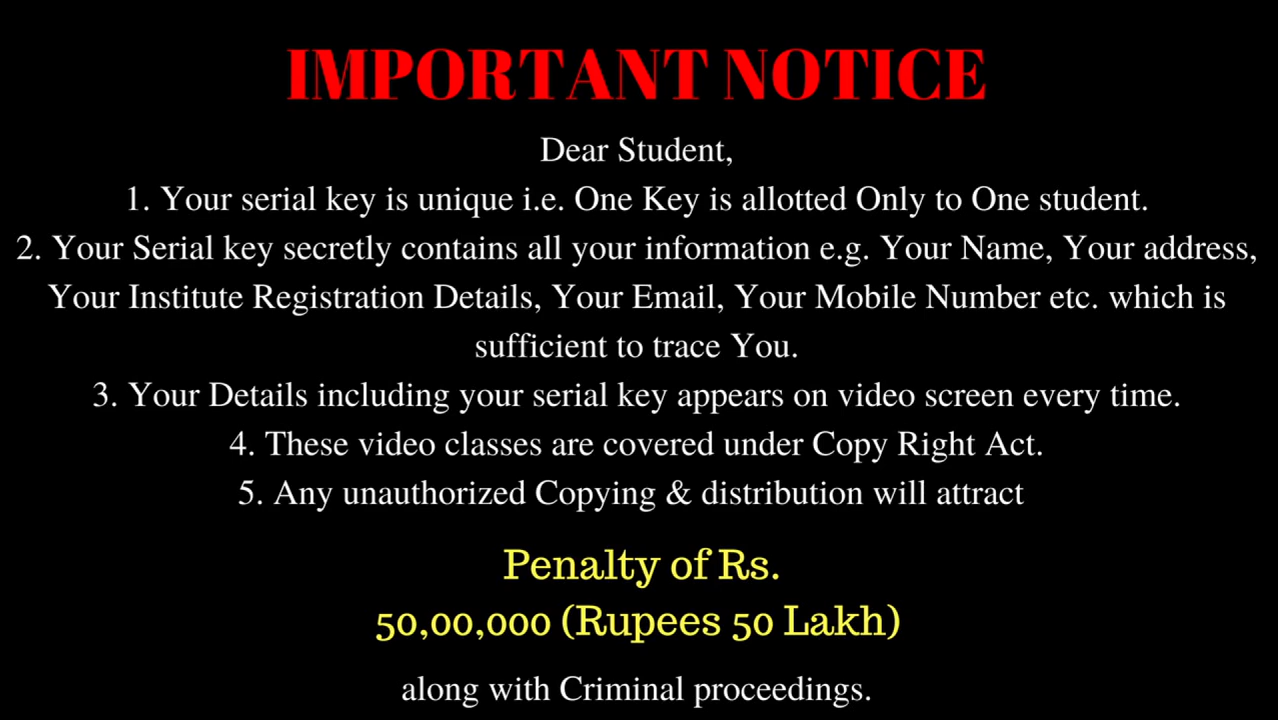 IMPORTANT NOTICE
Dear Student,
1. Your serial key is unique i.e. One Key is allotted Only to One student.
2. Your Serial key secretly contains all your information e.g. Your Name, Your address,
Your Institute Registration Details, Your Email, Your Mobile Number etc. which is
sufficient to trace You.
3. Your Details including your serial key appears on video screen every time.
4. These video classes are covered under Copy Right Act.
5. Any unauthorized Copying & distribution will attract
Penalty of Rs.
50,00,000 (Rupees 50 Lakh)
along with Criminal proceedings.